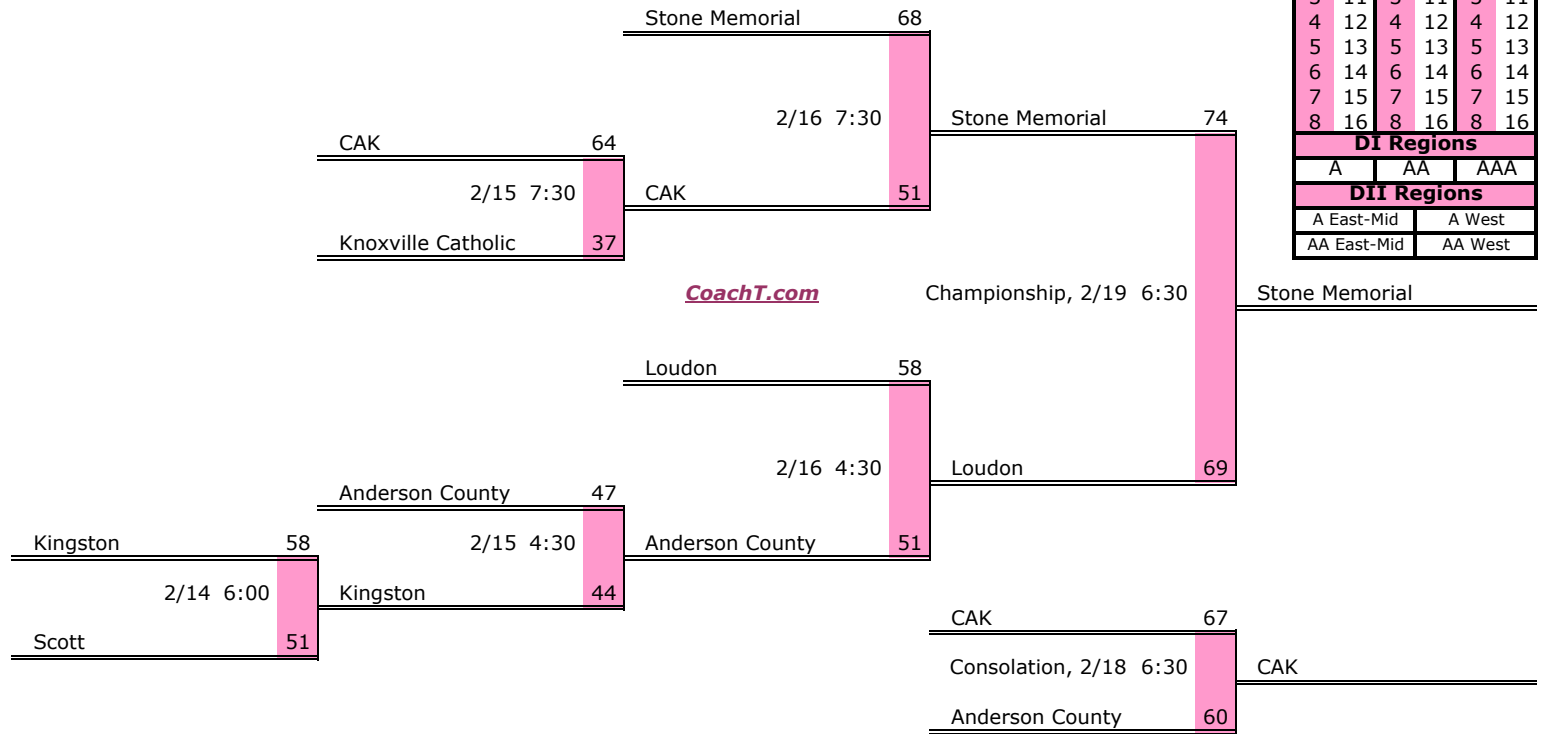 Stone Memorial 68
4 12 4 12 4 12
5 13 5 13 5 13
6 14 6 14 6 14
7 15 7 15 7 15
8 16 8 16 8 16
DI Regions
A AA AAA
DII Regions
A East-Mid A West
AA East-Mid AA West
2/16 7:30
Stone Memorial 74
CAK 64
2/15 7:30
CAK 51
Knoxville Catholic 37
CoachT.com
Championship, 2/19 6:30
Stone Memorial
Loudon 58
2/16 4:30
Loudon 69
Anderson County 47
Kingston 58
2/15 4:30
Anderson County 51
2/14 6:00
Kingston 44
Scott 51
CAK 67
Consolation, 2/18 6:30
CAK
Anderson County 60